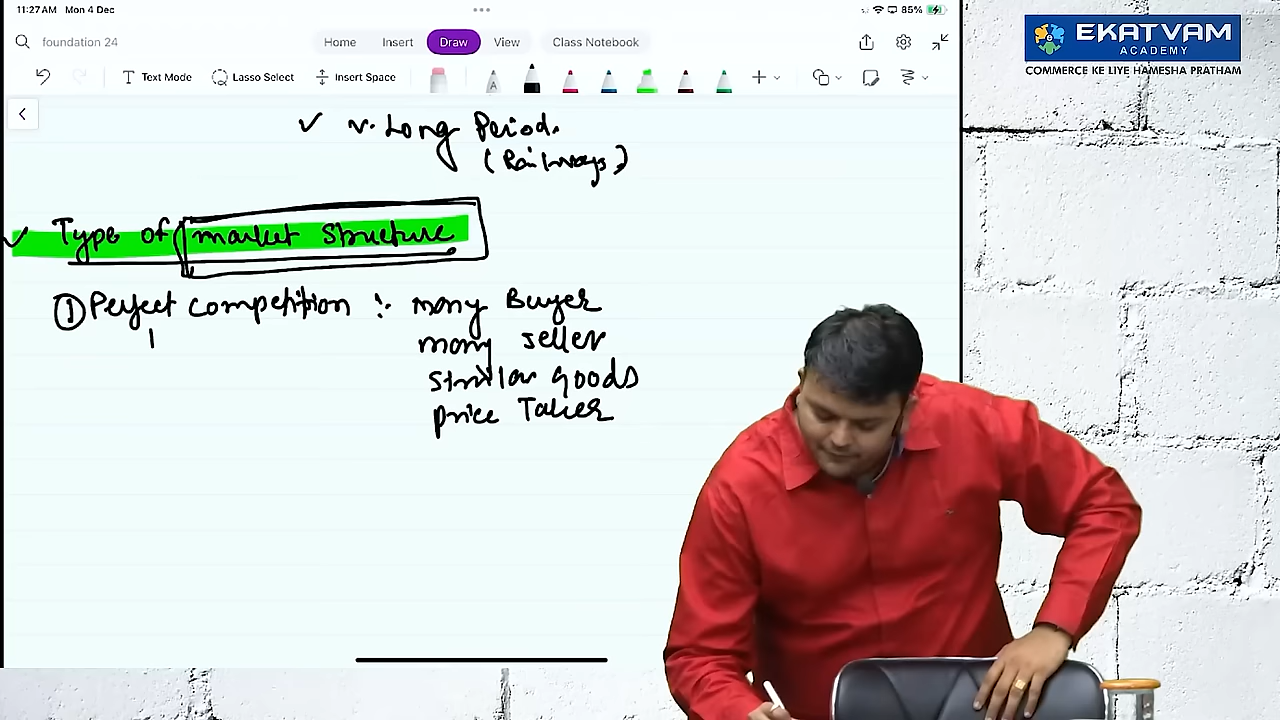 11:27 AM Mon 4 Dec
85%
foundation 24
Home Insert Draw View Class Notebook
Text Mode Lasso Select Insert Space
EKATVAM
ACADEMY
COMMERCE KE LIYE HAMESHA PRATHAM
v. Long Period.
(Railways)
Type of market Structure
① Perfect competition :- many Buyer
many seller
Similar Goods
price Taker